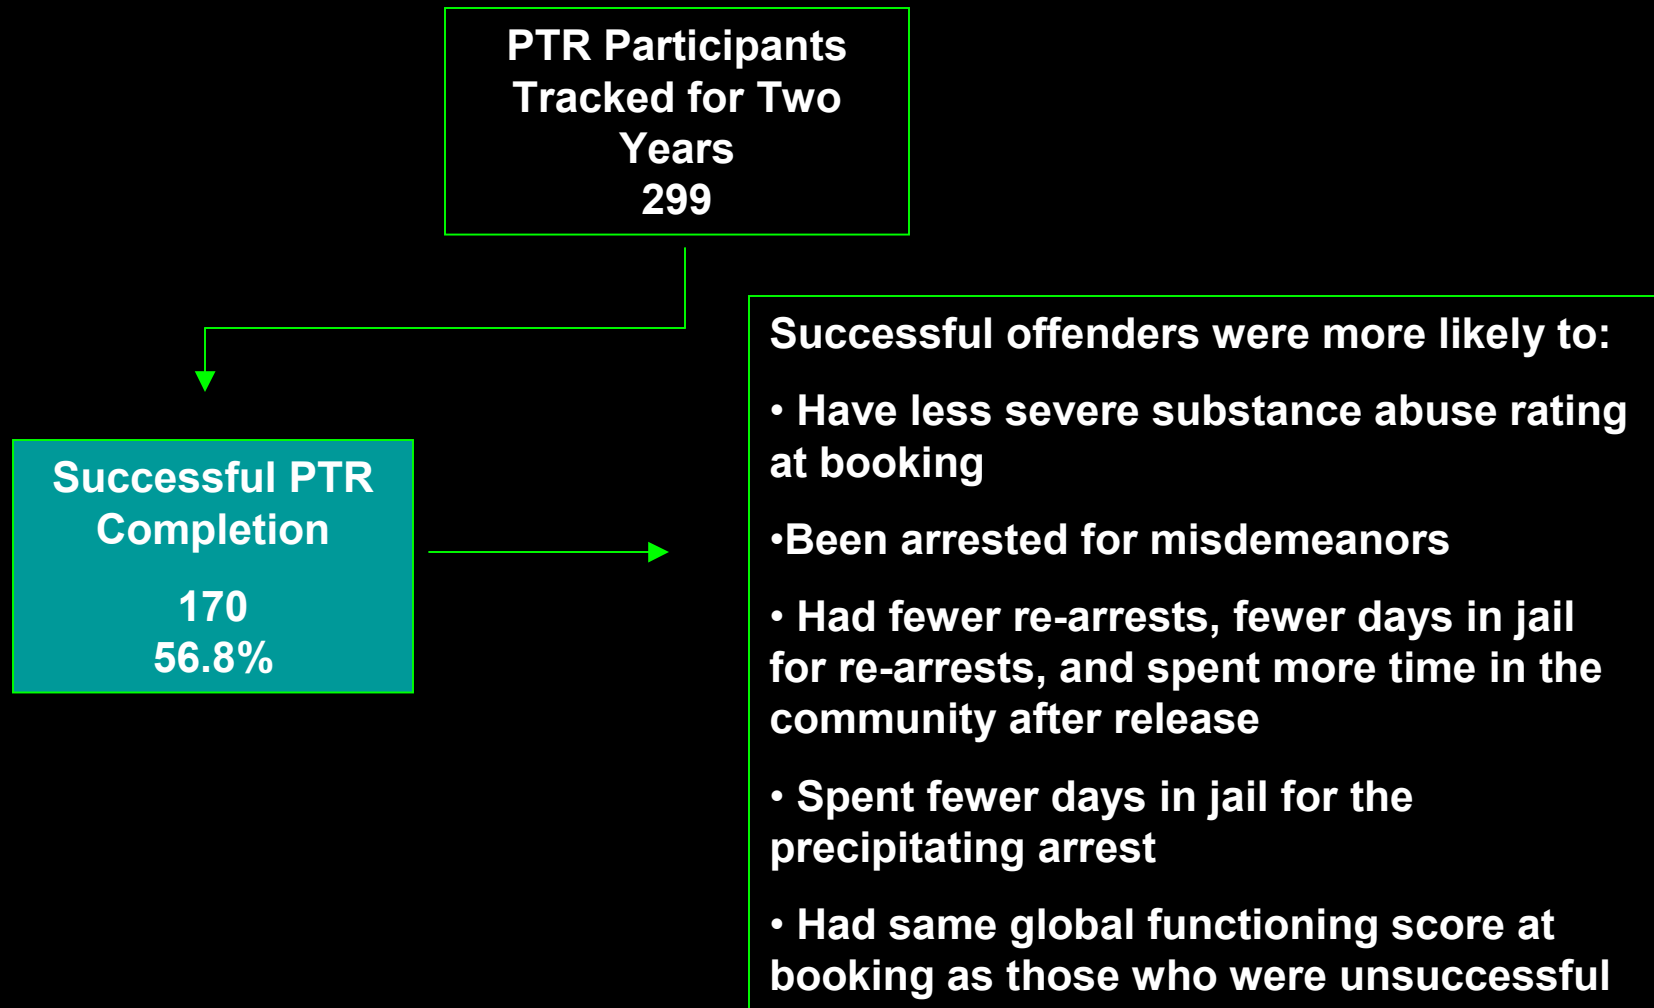 PTR Participants
Tracked for Two
Years
299
Successful PTR
Completion
170
56.8%
Successful offenders were more likely to:
• Have less severe substance abuse rating
at booking
•Been arrested for misdemeanors
• Had fewer re-arrests, fewer days in jail
for re-arrests, and spent more time in the
community after release
• Spent fewer days in jail for the
precipitating arrest
• Had same global functioning score at
booking as those who were unsuccessful